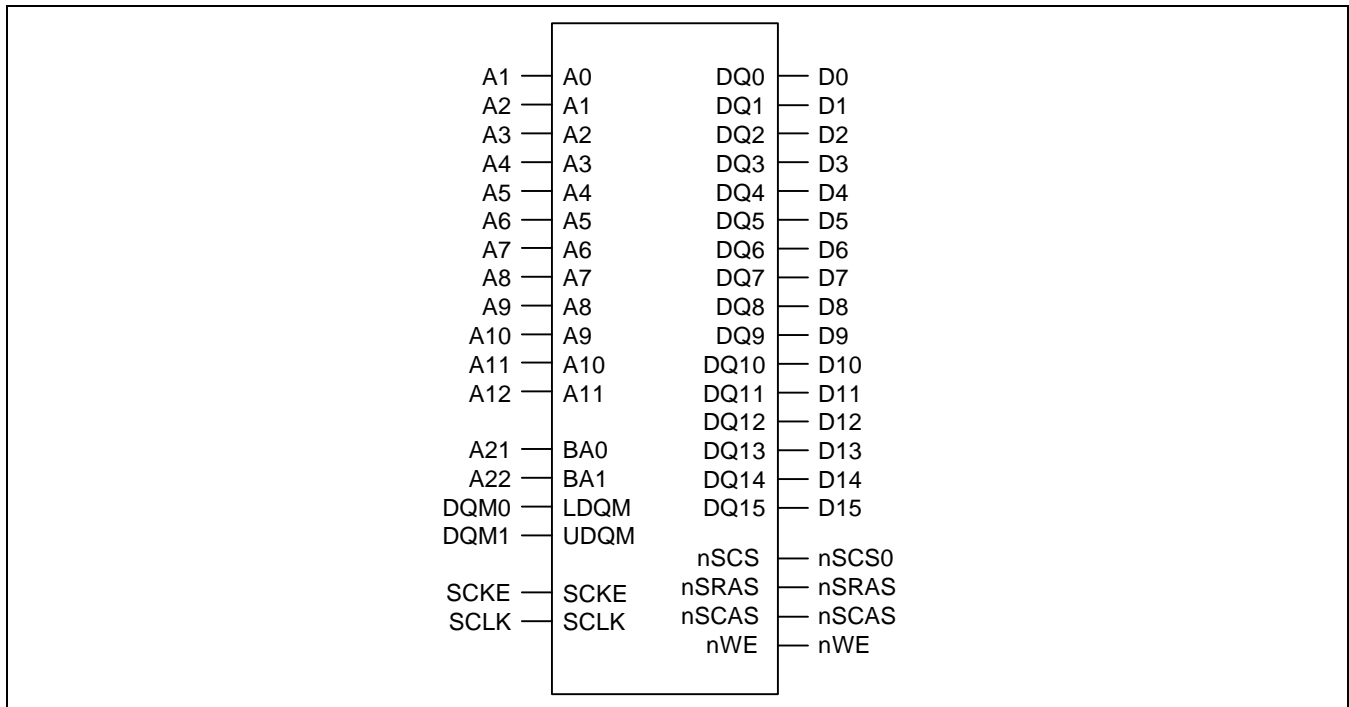 A1 A0 DQ0 D0
A2 A1 DQ1 D1
A3 A2 DQ2 D2
A4 A3 DQ3 D3
A5 A4 DQ4 D4
A6 A5 DQ5 D5
A7 A6 DQ6 D6
A8 A7 DQ7 D7
A9 A8 DQ8 D8
A10 A9 DQ9 D9
A11 A10 DQ10 D10
A12 A11 DQ11 D11
DQ12 D12
A21 BA0 DQ13 D13
A22 BA1 DQ14 D14
DQM0 LDQM DQ15 D15
DQM1 UDQM
nSCS nSCS0
SCKE SCKE nSRAS nSRAS
SCLK SCLK nSCAS nSCAS
nWE nWE